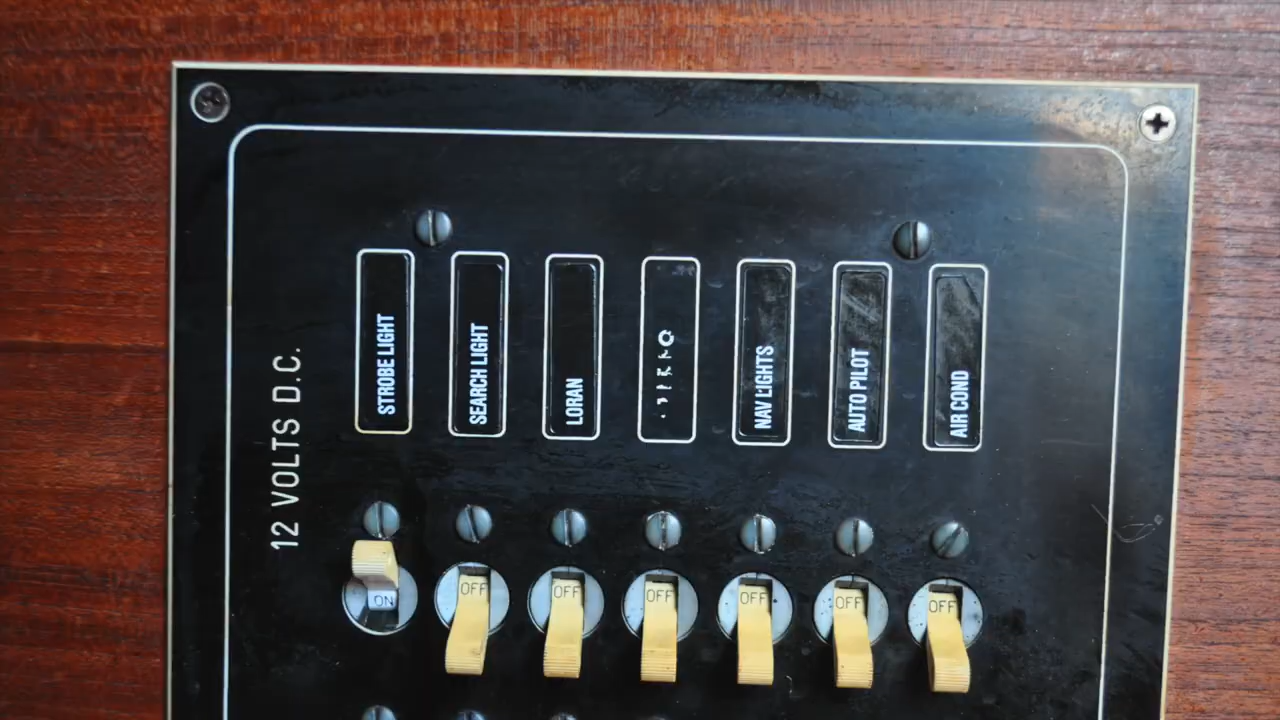 12 VOLTS D.C.
STROBE LIGHT
SEARCH LIGHT
LORAN
NAV LIGHTS
AUTO PILOT
AIR COND
ON
OFF
OFF
OFF
OFF
OFF
OFF